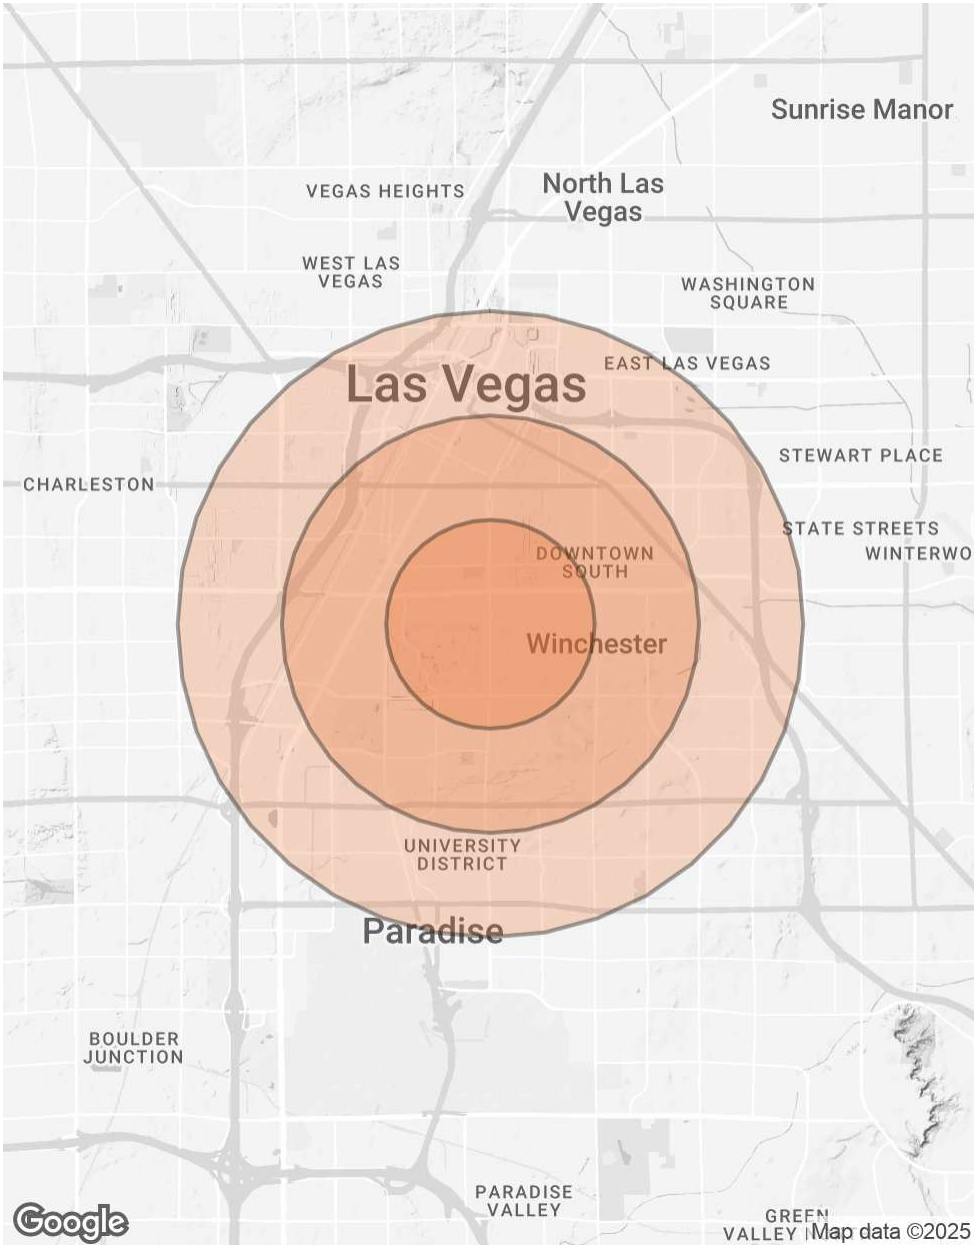 Sunrise Manor
North Las
Vegas
VEGAS HEIGHTS
WEST LAS
VEGAS
WASHINGTON
SQUARE
EAST LAS VEGAS
Las Vegas
STEWART PLACE
CHARLESTON
STATE STREETS
WINTERWO
DOWNTOWN
SOUTH
Winchester
UNIVERSITY
DISTRICT
Paradise
BOULDER
JUNCTION
PARADISE
VALLEY
GREEN
VALLEY N
Google
Map data ©2025